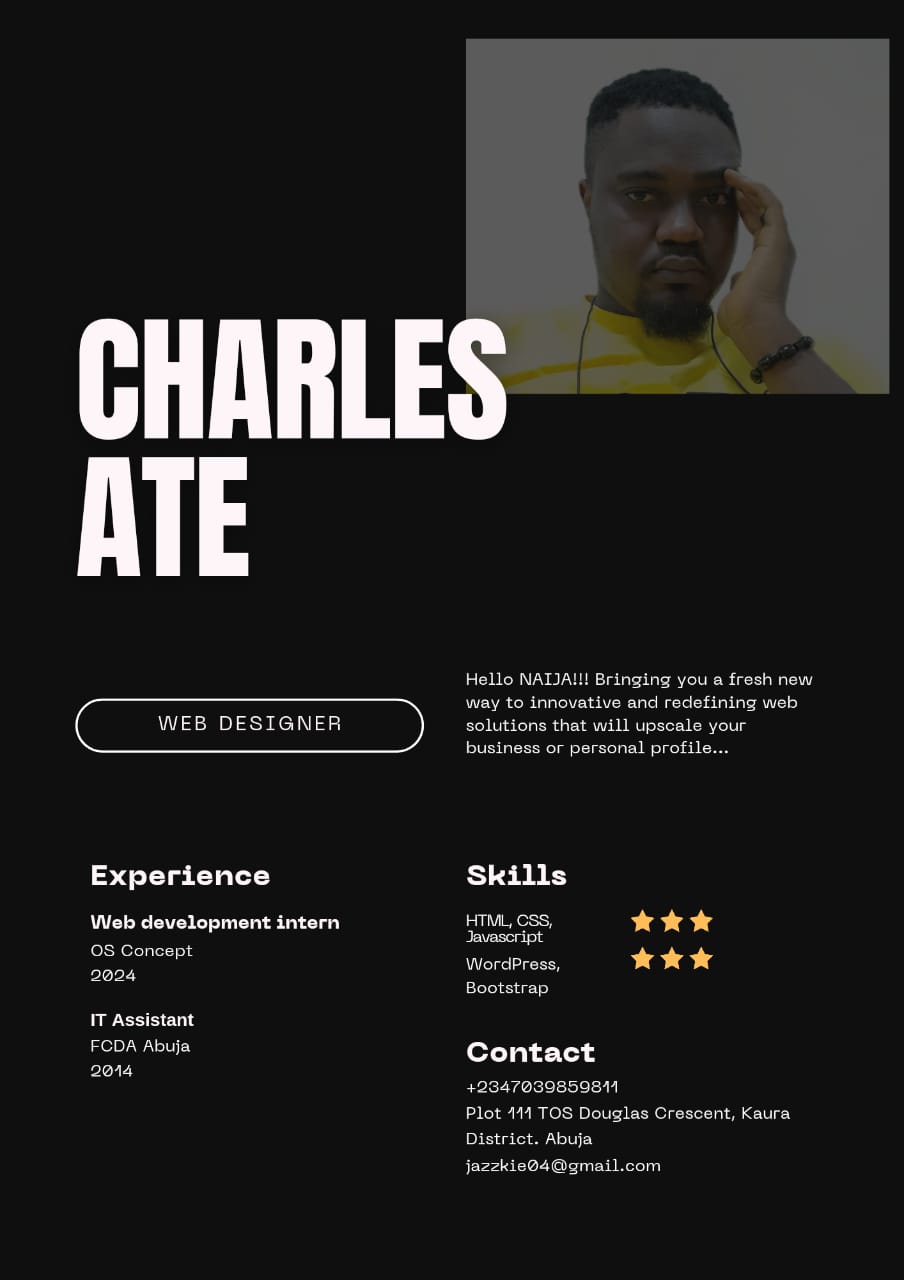 CHARLES
ATE
WEB DESIGNER
Hello NAIJA!!! Bringing you a fresh new
way to innovative and redefining web
solutions that will upscale your
business or personal profile...
Experience
Web development intern
OS Concept
2024
IT Assistant
FCDA Abuja
2014
Skills
HTML, CSS,
Javascript
WordPress,
Bootstrap
Contact
+2347039859811
Plot 111 TOS Douglas Crescent, Kaura
District. Abuja
jazzkie04@gmail.com